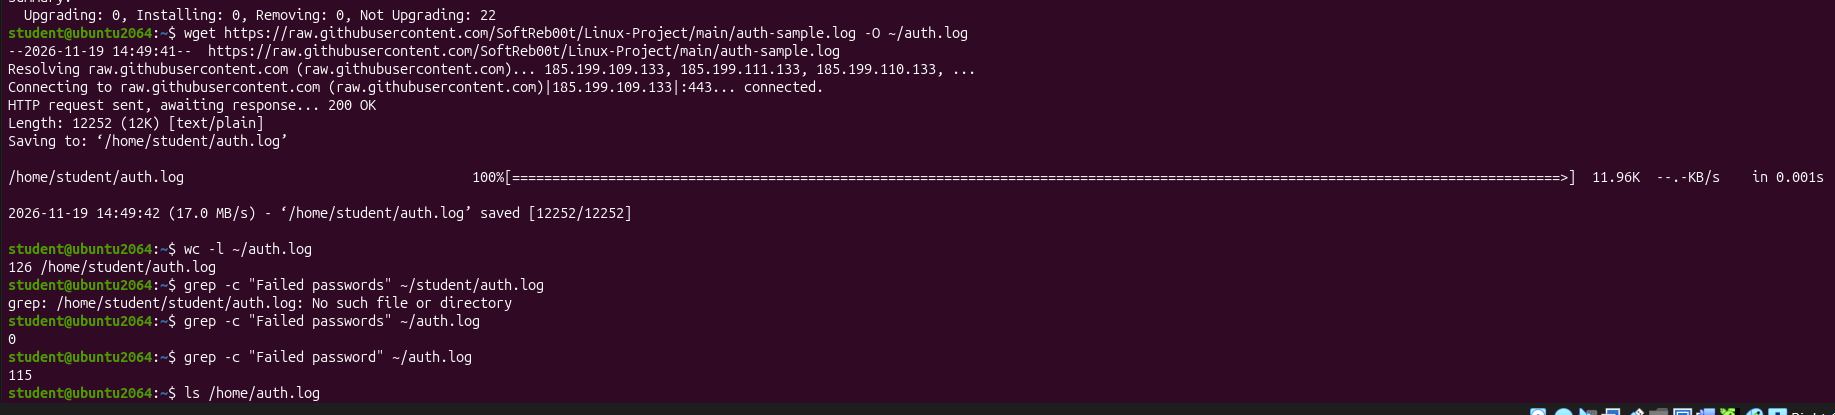 Summary:
  Upgrading: 0, Installing: 0, Removing: 0, Not Upgrading: 22
student@ubuntu2064:~$ wget https://raw.githubusercontent.com/SoftReb00t/Linux-Project/main/auth-sample.log -O ~/auth.log
--2026-11-19 14:49:41--  https://raw.githubusercontent.com/SoftReb00t/Linux-Project/main/auth-sample.log
Resolving raw.githubusercontent.com (raw.githubusercontent.com)... 185.199.109.133, 185.199.111.133, 185.199.110.133, ...
Connecting to raw.githubusercontent.com (raw.githubusercontent.com)|185.199.109.133|:443... connected.
HTTP request sent, awaiting response... 200 OK
Length: 12252 (12K) [text/plain]
Saving to: ‘/home/student/auth.log’
/home/student/auth.log 100%[===================================================================================================================================>] 11.96K --.-KB/s in 0.001s
2026-11-19 14:49:42 (17.0 MB/s) - ‘/home/student/auth.log’ saved [12252/12252]
student@ubuntu2064:~$ wc -l ~/auth.log
126 /home/student/auth.log
student@ubuntu2064:~$ grep -c "Failed passwords" ~/student/auth.log
grep: /home/student/student/auth.log: No such file or directory
student@ubuntu2064:~$ grep -c "Failed passwords" ~/auth.log
0
student@ubuntu2064:~$ grep -c "Failed password" ~/auth.log
115
student@ubuntu2064:~$ ls /home/auth.log